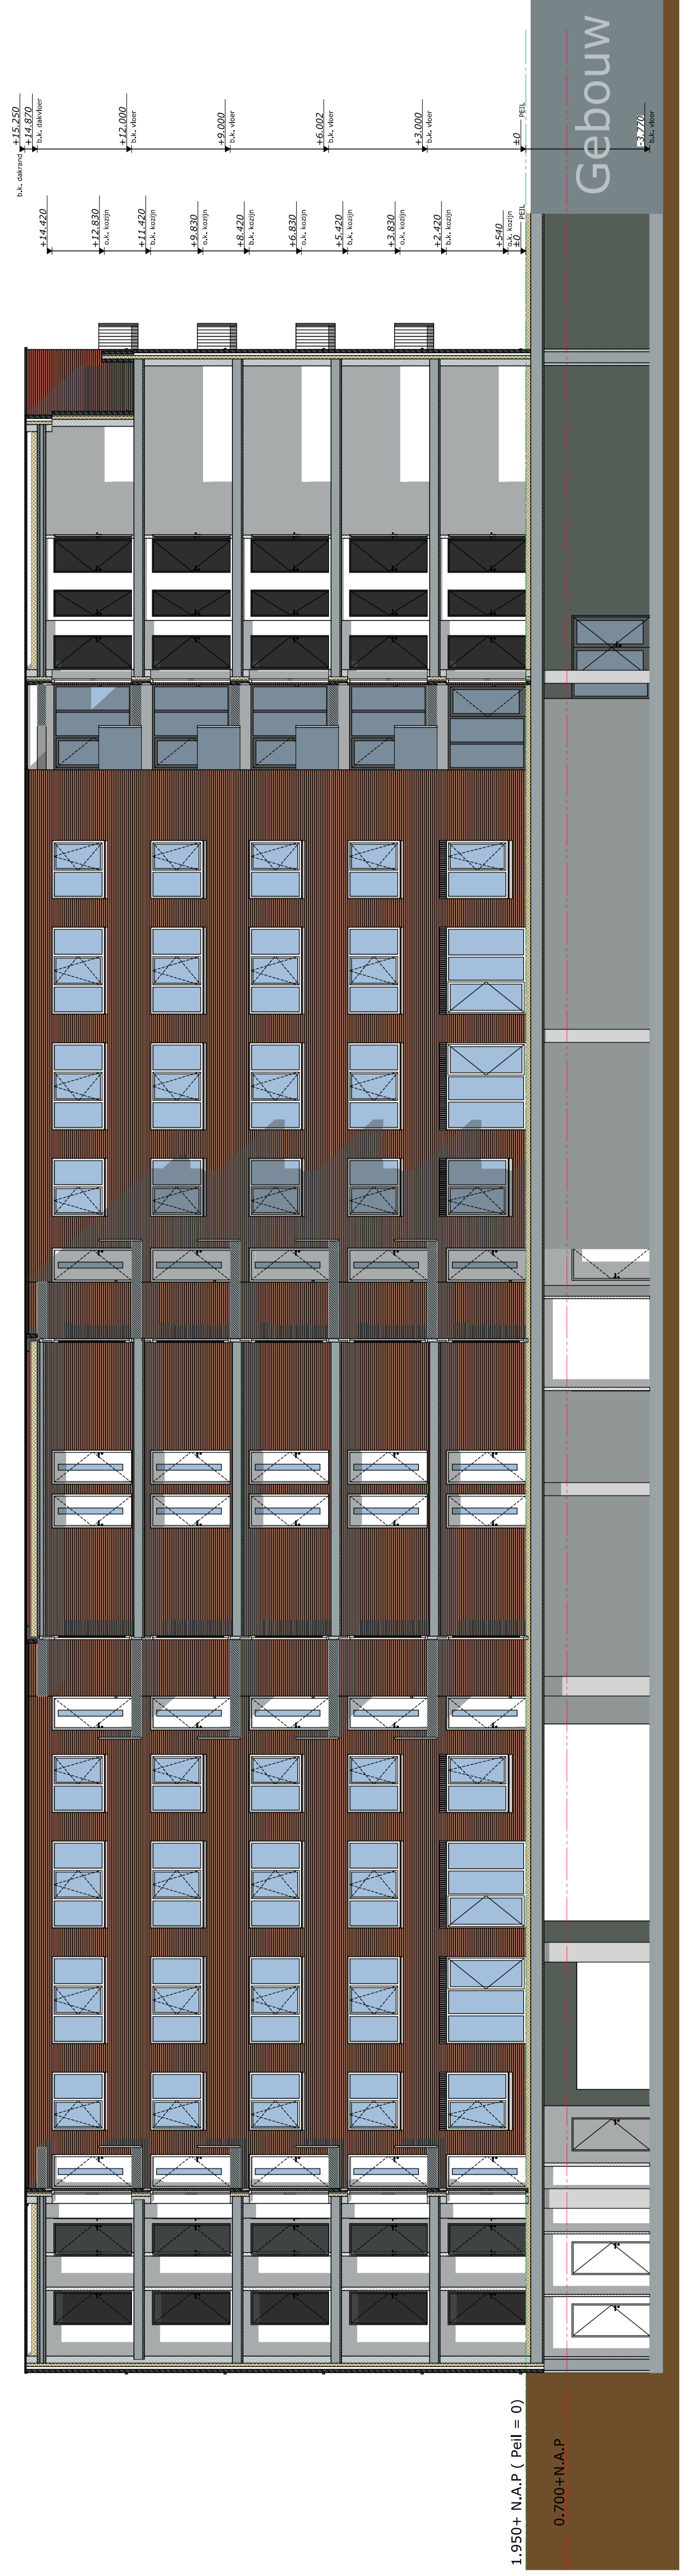 +15.250
b.k. dakrand
+14.870
b.k. dakvloer
+12.000
b.k. vloer
+9.000
b.k. vloer
+6.002
b.k. vloer
+3.000
b.k. vloer
±0
PEIL
-3.770
b.k. vloer
+14.420
+12.830
o.k. kozijn
+11.420
b.k. kozijn
+9.830
o.k. kozijn
+8.420
b.k. kozijn
+6.830
o.k. kozijn
+5.420
b.k. kozijn
+3.830
o.k. kozijn
+2.420
b.k. kozijn
+540
o.k. kozijn
±0
PEIL
Gebouw
1.950+ N.A.P ( Peil = 0)
0.700+N.A.P